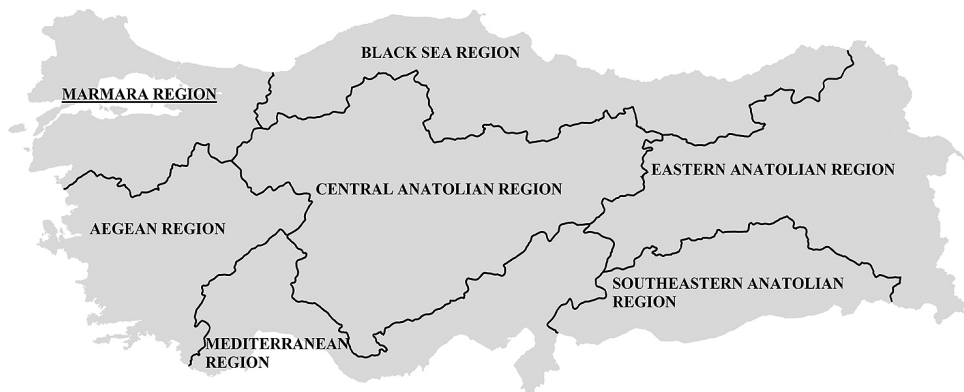 BLACK SEA REGION
MARMARA REGION
EASTERN ANATOLIAN REGION
CENTRAL ANATOLIAN REGION
AEGEAN REGION
SOUTHEASTERN ANATOLIAN
REGION
MEDITERRANEAN
REGION